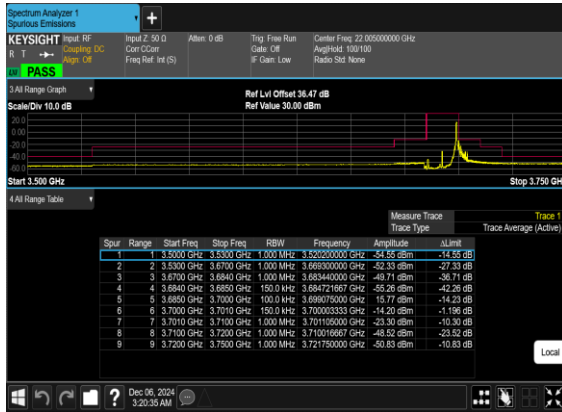 Spectrum Analyzer 1
Spurious Emissions
KEYSIGHT Input: RF Input Z: 50 Ω Atten: 0 dB Trig: Free Run Center Freq: 22.005000000 GHz
R T Coupling: DC Corr CCorr Gate: Off Avg|Hold: 100/100
Align: Off Freq Ref: Int (S) IF Gain: Low Radio Std: None
PASS
3 All Range Graph
Ref Lvl Offset 36.47 dB
Scale/Div 10.0 dB Ref Value 30.00 dBm
20.0
0.00
-20.0
-40.0
-60.0
Start 3.500 GHz Stop 3.750 GH
4 All Range Table
Measure Trace Trace 1
Trace Type Trace Average (Active)
Spur Range Start Freq Stop Freq RBW Frequency Amplitude ΔLimit
1 1 3.5000 GHz 3.5300 GHz 1.000 MHz 3.520200000 GHz -54.55 dBm -14.55 dB
2 2 3.5300 GHz 3.6700 GHz 1.000 MHz 3.669300000 GHz -52.33 dBm -27.33 dB
3 3 3.6700 GHz 3.6840 GHz 1.000 MHz 3.683440000 GHz -49.71 dBm -36.71 dB
4 4 3.6840 GHz 3.6850 GHz 150.0 kHz 3.684721667 GHz -55.26 dBm -42.26 dB
5 5 3.6850 GHz 3.7000 GHz 100.0 kHz 3.699075000 GHz 15.77 dBm -14.23 dB
6 6 3.7000 GHz 3.7010 GHz 150.0 kHz 3.700003333 GHz -14.20 dBm -1.196 dB
7 7 3.7010 GHz 3.7100 GHz 1.000 MHz 3.701105000 GHz -23.30 dBm -10.30 dB
8 8 3.7100 GHz 3.7200 GHz 1.000 MHz 3.710016667 GHz -48.52 dBm -23.52 dB
9 9 3.7200 GHz 3.7500 GHz 1.000 MHz 3.721750000 GHz -50.83 dBm -10.83 dB
Local
Dec 06, 2024
3:20:35 AM